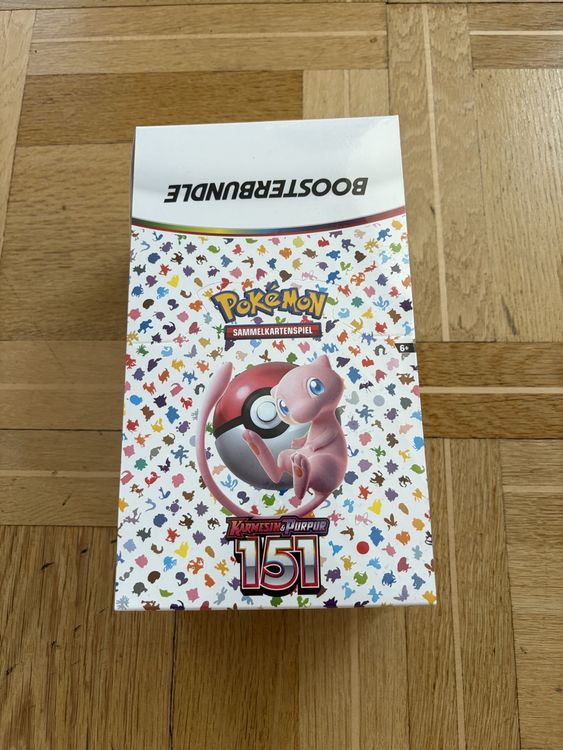 BOOSTERBUNDLE
POKéMON
SAMMELKARTENSPIEL
6+
KARMESIN & PURPUR
151